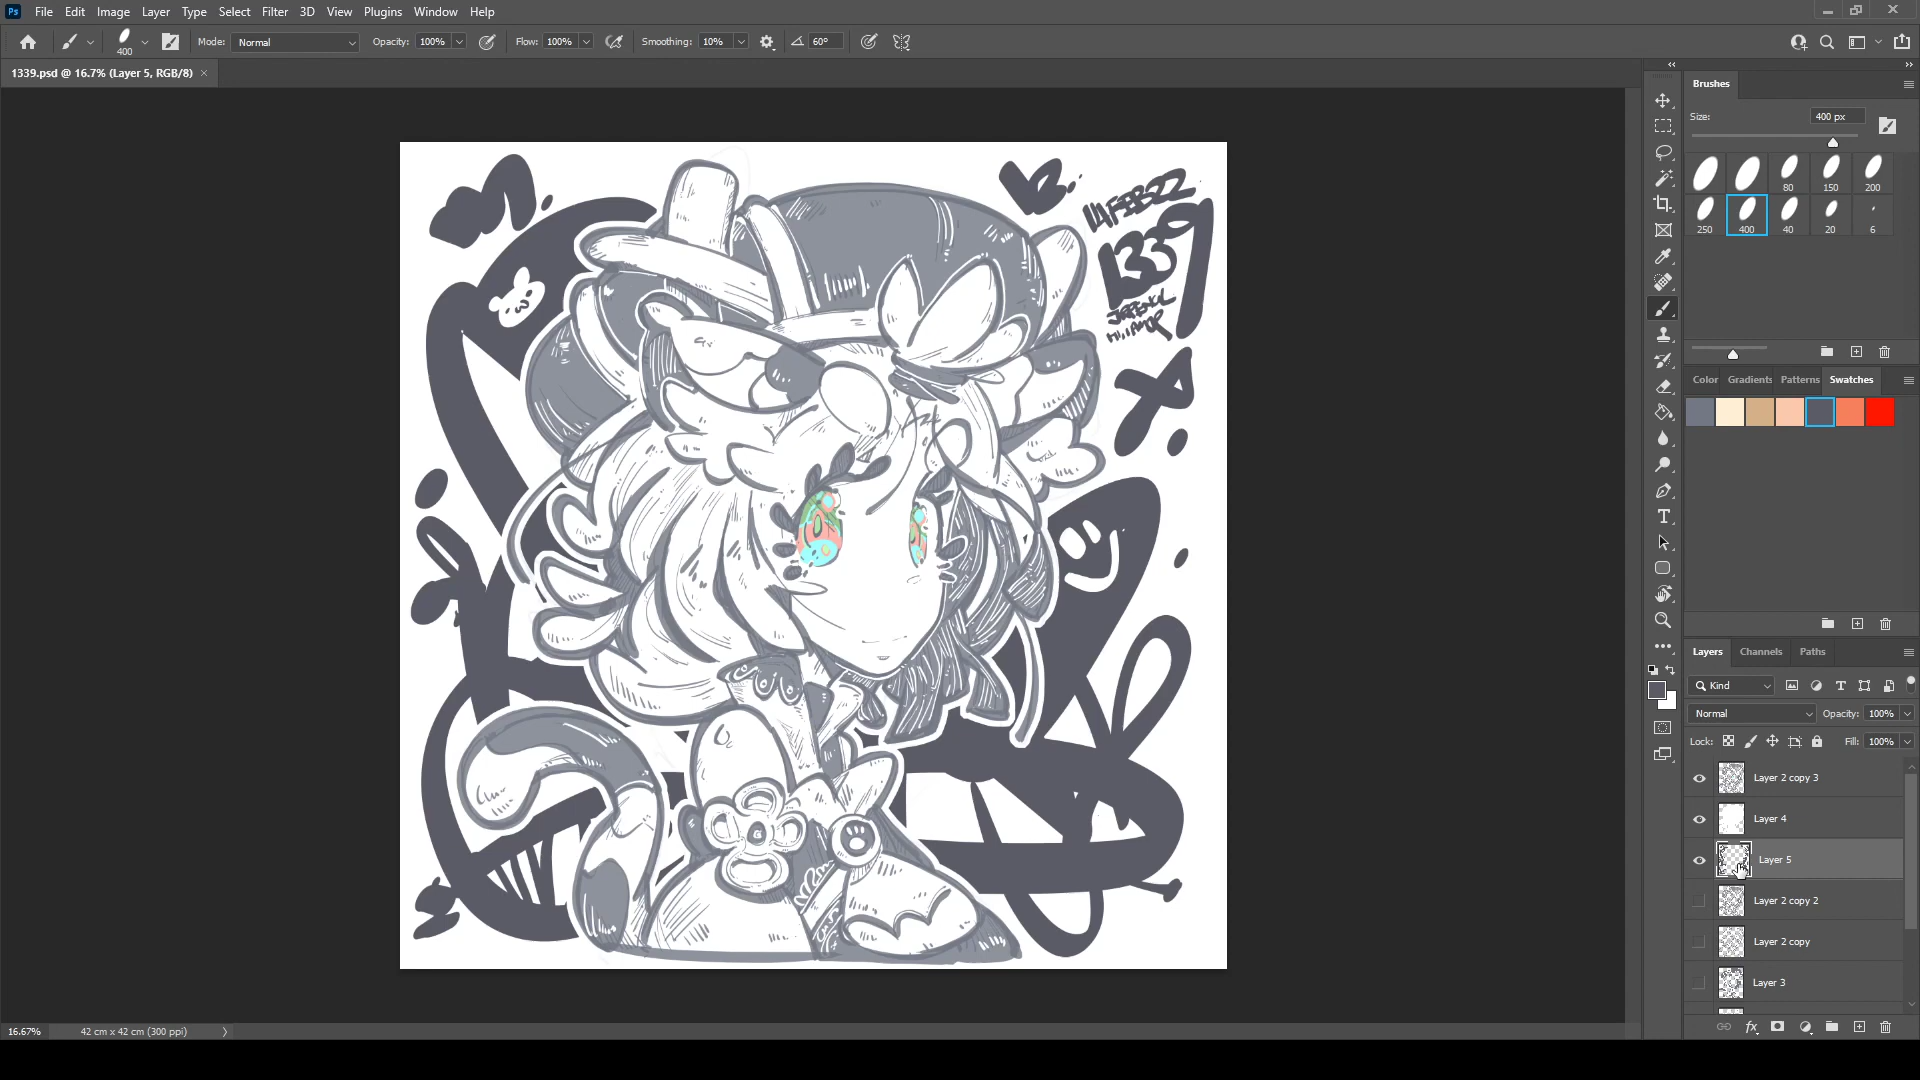 Ps File Edit Image Layer Type Select Filter 3D View Plugins Window Help
400 Mode: Normal Opacity: 100% Flow: 100% Smoothing: 10% 60°
1339.psd @ 16.7% (Layer 5, RGB/8) ×
14FEB22
1339
Brushes
Size: 400 px
80 150 200
250 400 40 20 6
Color Gradients Patterns Swatches
Layers Channels Paths
Kind
Normal Opacity: 100%
Lock: Fill: 100%
Layer 2 copy 3
Layer 4
Layer 5
Layer 2 copy 2
Layer 2 copy
Layer 3
fx
16.67% 42 cm x 42 cm (300 ppi)